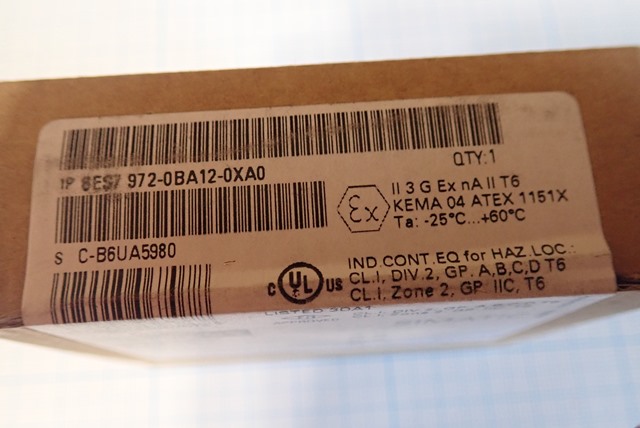 QTY:1
1P 6ES7 972-0BA12-0XA0
S C-B6UA5980
Ex
II 3 G Ex nA II T6
KEMA 04 ATEX 1151X
Ta: -25°C...+60°C
C UL US
IND.CONT.EQ for HAZ.LOC.:
CL.I, DIV.2, GP. A,B,C,D T6
CL.I, Zone 2, GP. IIC, T6
LISTED